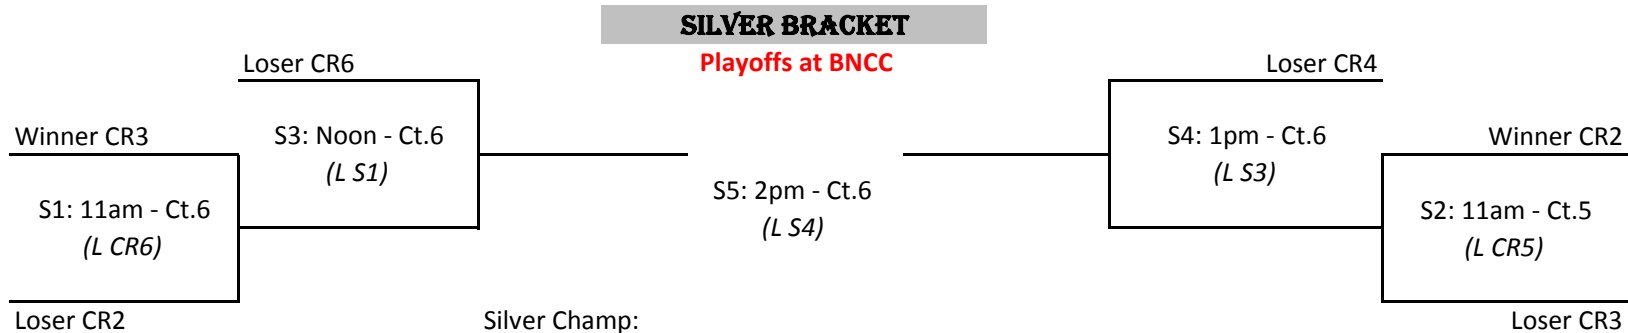 SILVER BRACKET
Playoffs at BNCC
Loser CR6
Loser CR4
Winner CR3
S3: Noon - Ct.6
(L S1)
S4: 1pm - Ct.6
(L S3)
Winner CR2
S1: 11am - Ct.6
(L CR6)
S5: 2pm - Ct.6
(L S4)
S2: 11am - Ct.5
(L CR5)
Loser CR2
Silver Champ:
Loser CR3